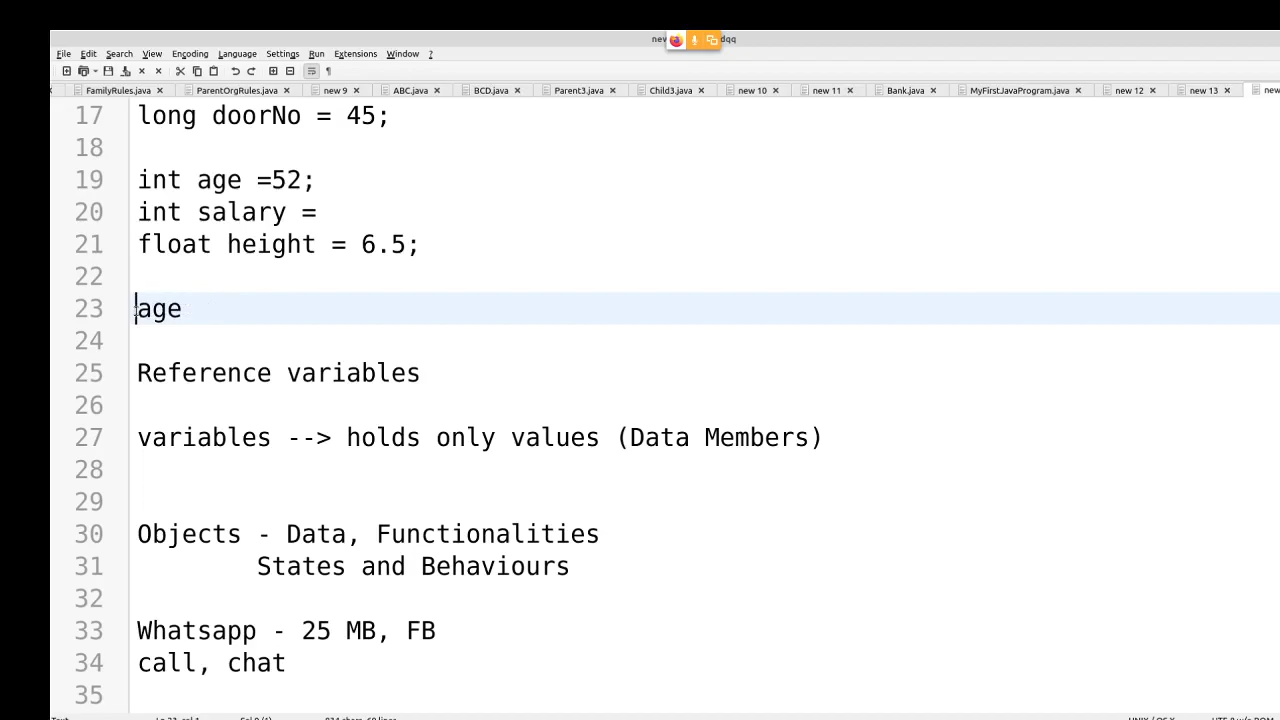 new dqq
File Edit Search View Encoding Language Settings Run Extensions Window ?
FamilyRules.java ParentOrgRules.java new 9 ABC.java BCD.java Parent3.java Child3.java new 10 new 11 Bank.java MyFirstJavaProgram.java new 12 new 13 new
17 long doorNo = 45;
18
19 int age =52;
20 int salary =
21 float height = 6.5;
22
23 age
24
25 Reference variables
26
27 variables --> holds only values (Data Members)
28
29
30 Objects - Data, Functionalities
31 States and Behaviours
32
33 Whatsapp - 25 MB, FB
34 call, chat
35